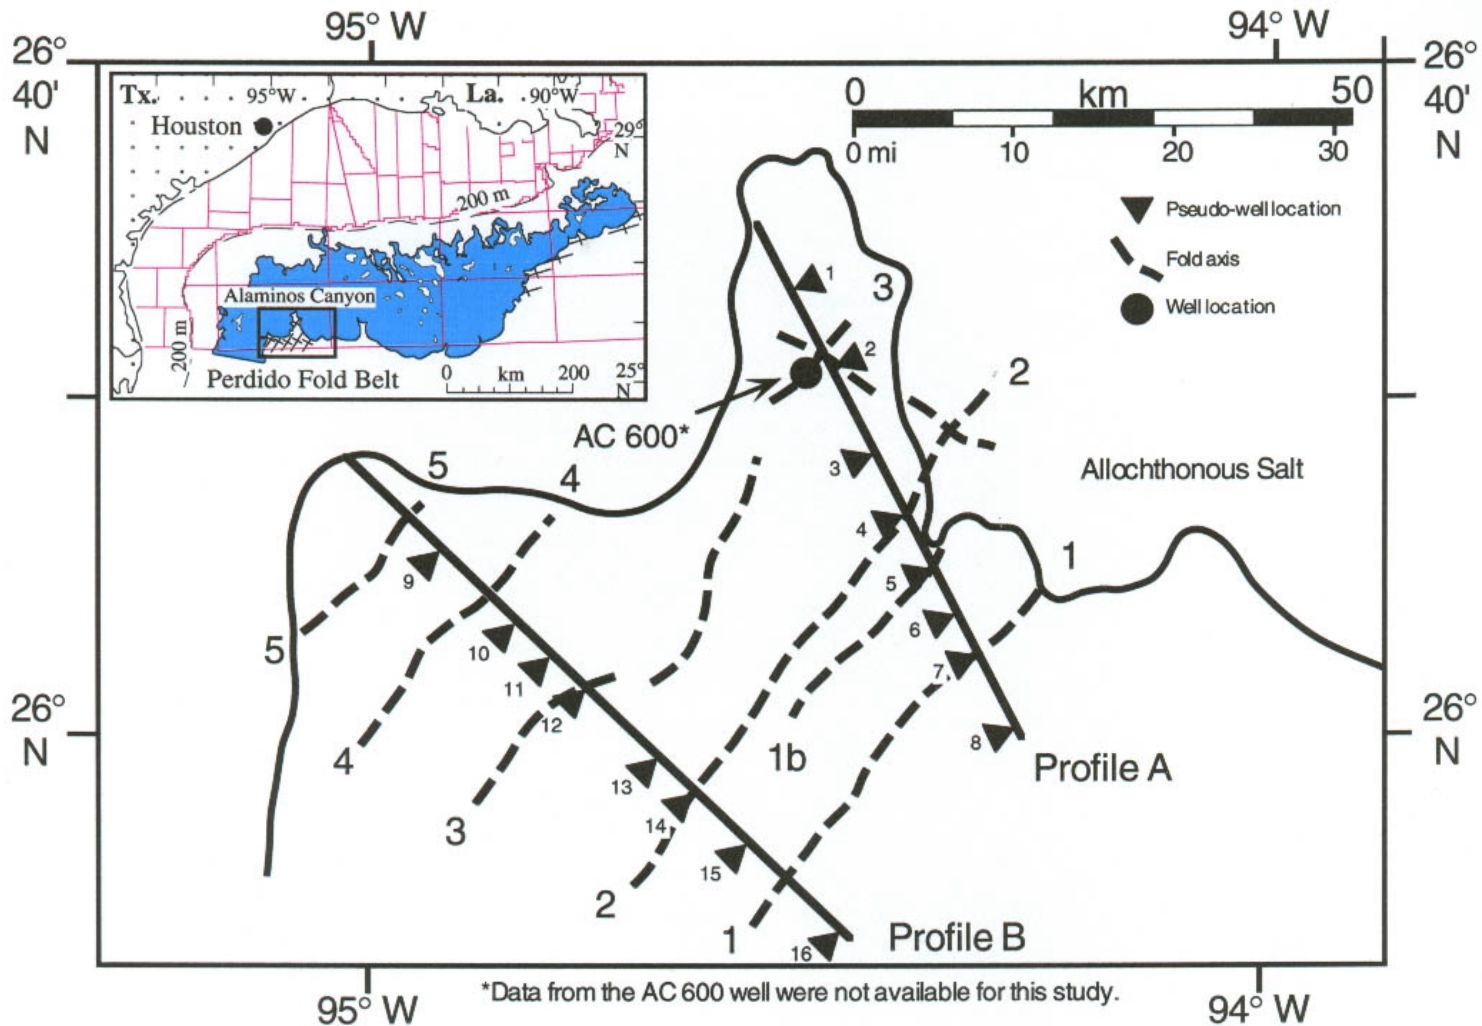 95° W
94° W
26°
40'
N
26°
40'
N
Tx.
95°W
La.
90°W
Houston
29°
N
200 m
Alaminos Canyon
200 m
Perdido Fold Belt
0 km 200
25°
N
0 km 50
0 mi 10 20 30
Pseudo-well location
Fold axis
Well location
1
3
2
2
AC 600*
3
Allochthonous Salt
5
4
4
1
5
9
6
5
10
7
11
12
26°
N
4
1b
8
26°
N
13
Profile A
3
14
15
2
1
16
Profile B
*Data from the AC 600 well were not available for this study.
95° W
94° W